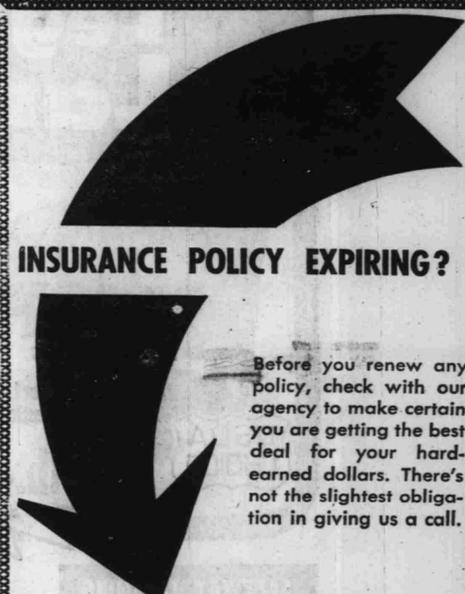 INSURANCE POLICY EXPIRING?
Before you renew any
policy, check with our
agency to make certain
you are getting the best
deal for your hard-
earned dollars. There's
not the slightest obliga-
tion in giving us a call.